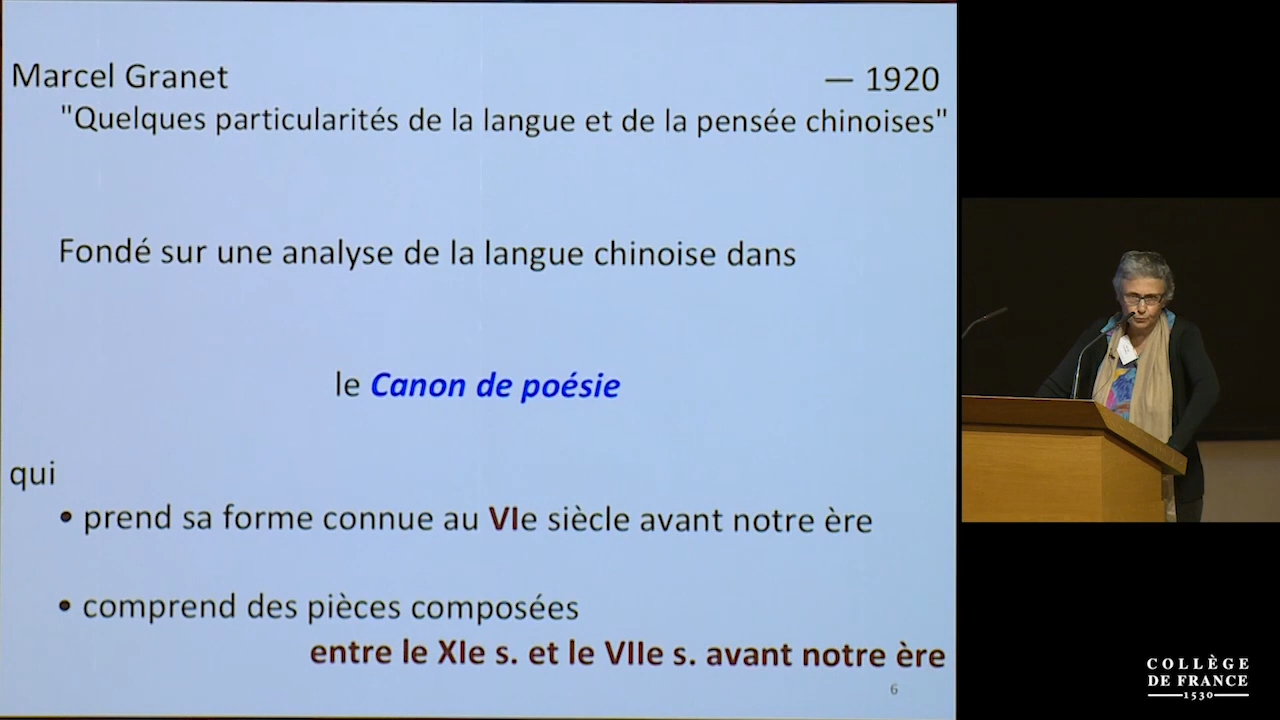 Marcel Granet — 1920
"Quelques particularités de la langue et de la pensée chinoises"
Fondé sur une analyse de la langue chinoise dans
le Canon de poésie
qui
• prend sa forme connue au VIe siècle avant notre ère
• comprend des pièces composées
entre le XIe s. et le VIIe s. avant notre ère
6
COLLÈGE
DE FRANCE
1530